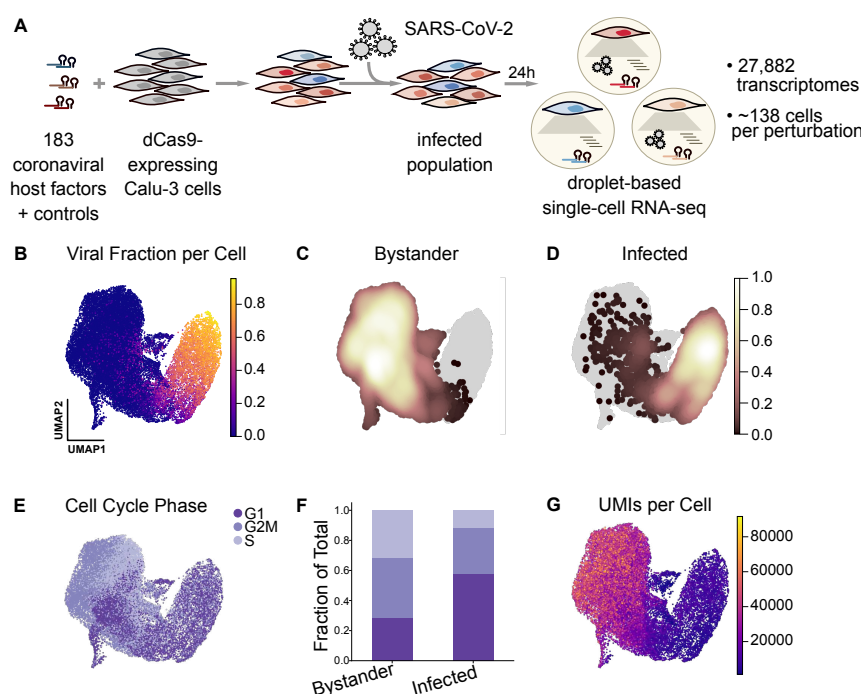 A
SARS-CoV-2
24h
• 27,882
transcriptomes
• ~138 cells
per perturbation
+
183
coronaviral
host factors
+ controls
dCas9-
expressing
Calu-3 cells
infected
population
droplet-based
single-cell RNA-seq
B Viral Fraction per Cell
0.8
0.6
0.4
0.2
0.0
UMAP2
UMAP1
C Bystander
D Infected
1.0
0.8
0.6
0.4
0.2
0.0
E Cell Cycle Phase
G1
G2M
S
F
Fraction of Total
1.0
0.8
0.6
0.4
0.2
0.0
Bystander
Infected
G UMIs per Cell
80000
60000
40000
20000